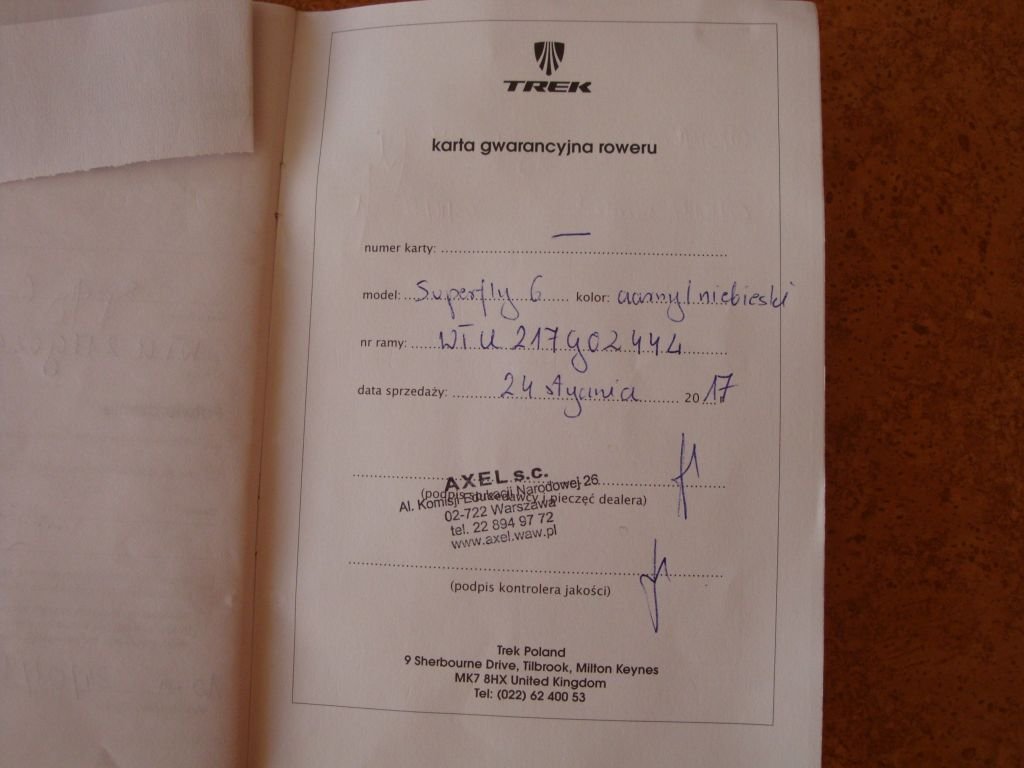 TREK
karta gwarancyjna roweru
numer karty: —
model: Superfly 6 kolor: czarny/niebieski
nr ramy: WTU 217G02444
data sprzedaży: 24 stycznia 2017
AXEL s.c.
Al. Komisji Edukacji Narodowej 26
(podpis sprzedawcy i pieczęć dealera)
02-722 Warszawa
tel. 22 894 97 72
www.axel.waw.pl
(podpis kontrolera jakości)
Trek Poland
9 Sherbourne Drive, Tilbrook, Milton Keynes
MK7 8HX United Kingdom
Tel: (022) 62 400 53